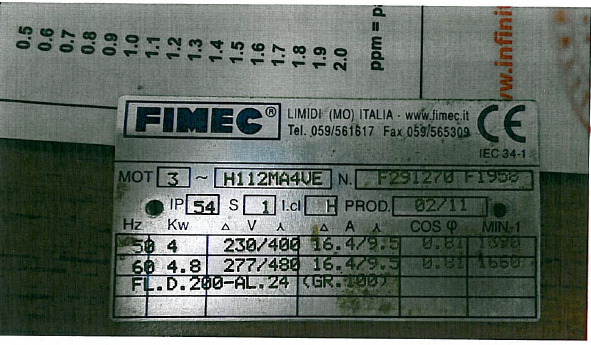 0.5
0.6
0.7
0.8
0.9
1.0
1.1
1.2
1.3
1.4
1.5
1.6
1.7
1.8
1.9
2.0
ppm = p
w.infini
FIMEC®
LIMIDI (MO) ITALIA - www.fimec.it
Tel. 059/561617 Fax 059/565309
CE
IEC 34-1
MOT 3 ~ H112MA4VE N. F291270 F1958
IP 54 S 1 I.cl H PROD. 02/11
Hz Kw △ V 人 △ A 人 COS φ MIN-1
50 4 230/400 16.4/9.5 0.81
60 4.8 277/480 16.4/9.5 0.81
FL.D.200-AL.24 (GR.100)